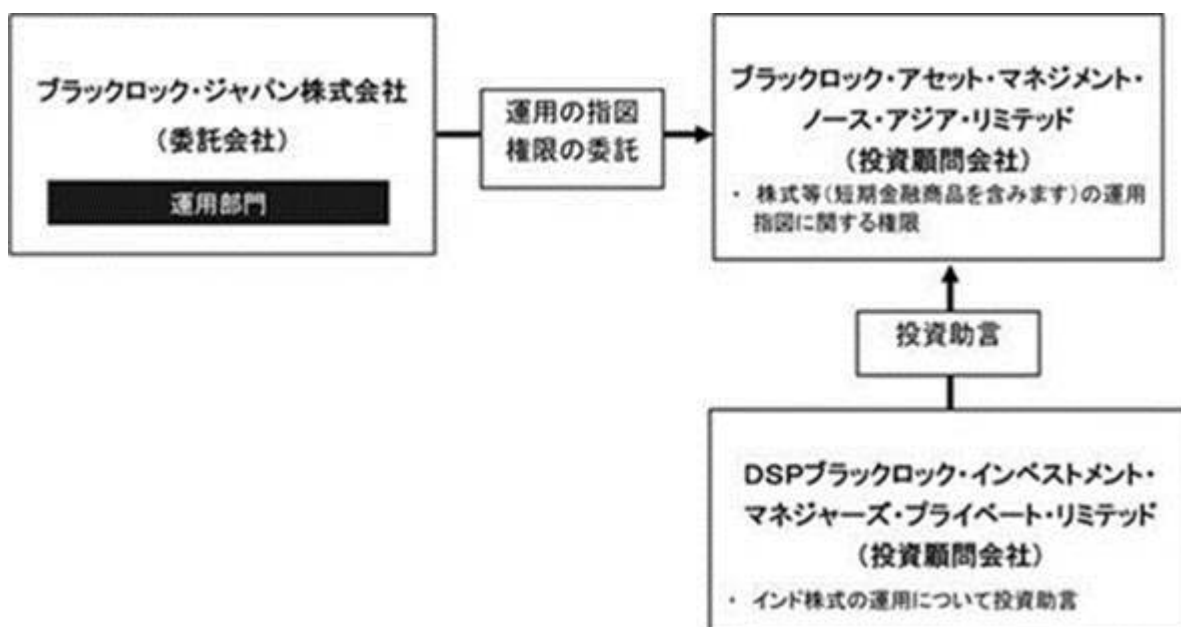 ブラックロック・ジャパン株式会社
(委託会社)
運用部門
運用の指図
権限の委託
ブラックロック・アセット・マネジメント・
ノース・アジア・リミテッド
(投資顧問会社)
・ 株式等(短期金融商品を含みます)の運用
指図に関する権限
投資助言
DSPブラックロック・インベストメント・
マネジャーズ・プライベート・リミテッド
(投資顧問会社)
・ インド株式の運用について投資助言